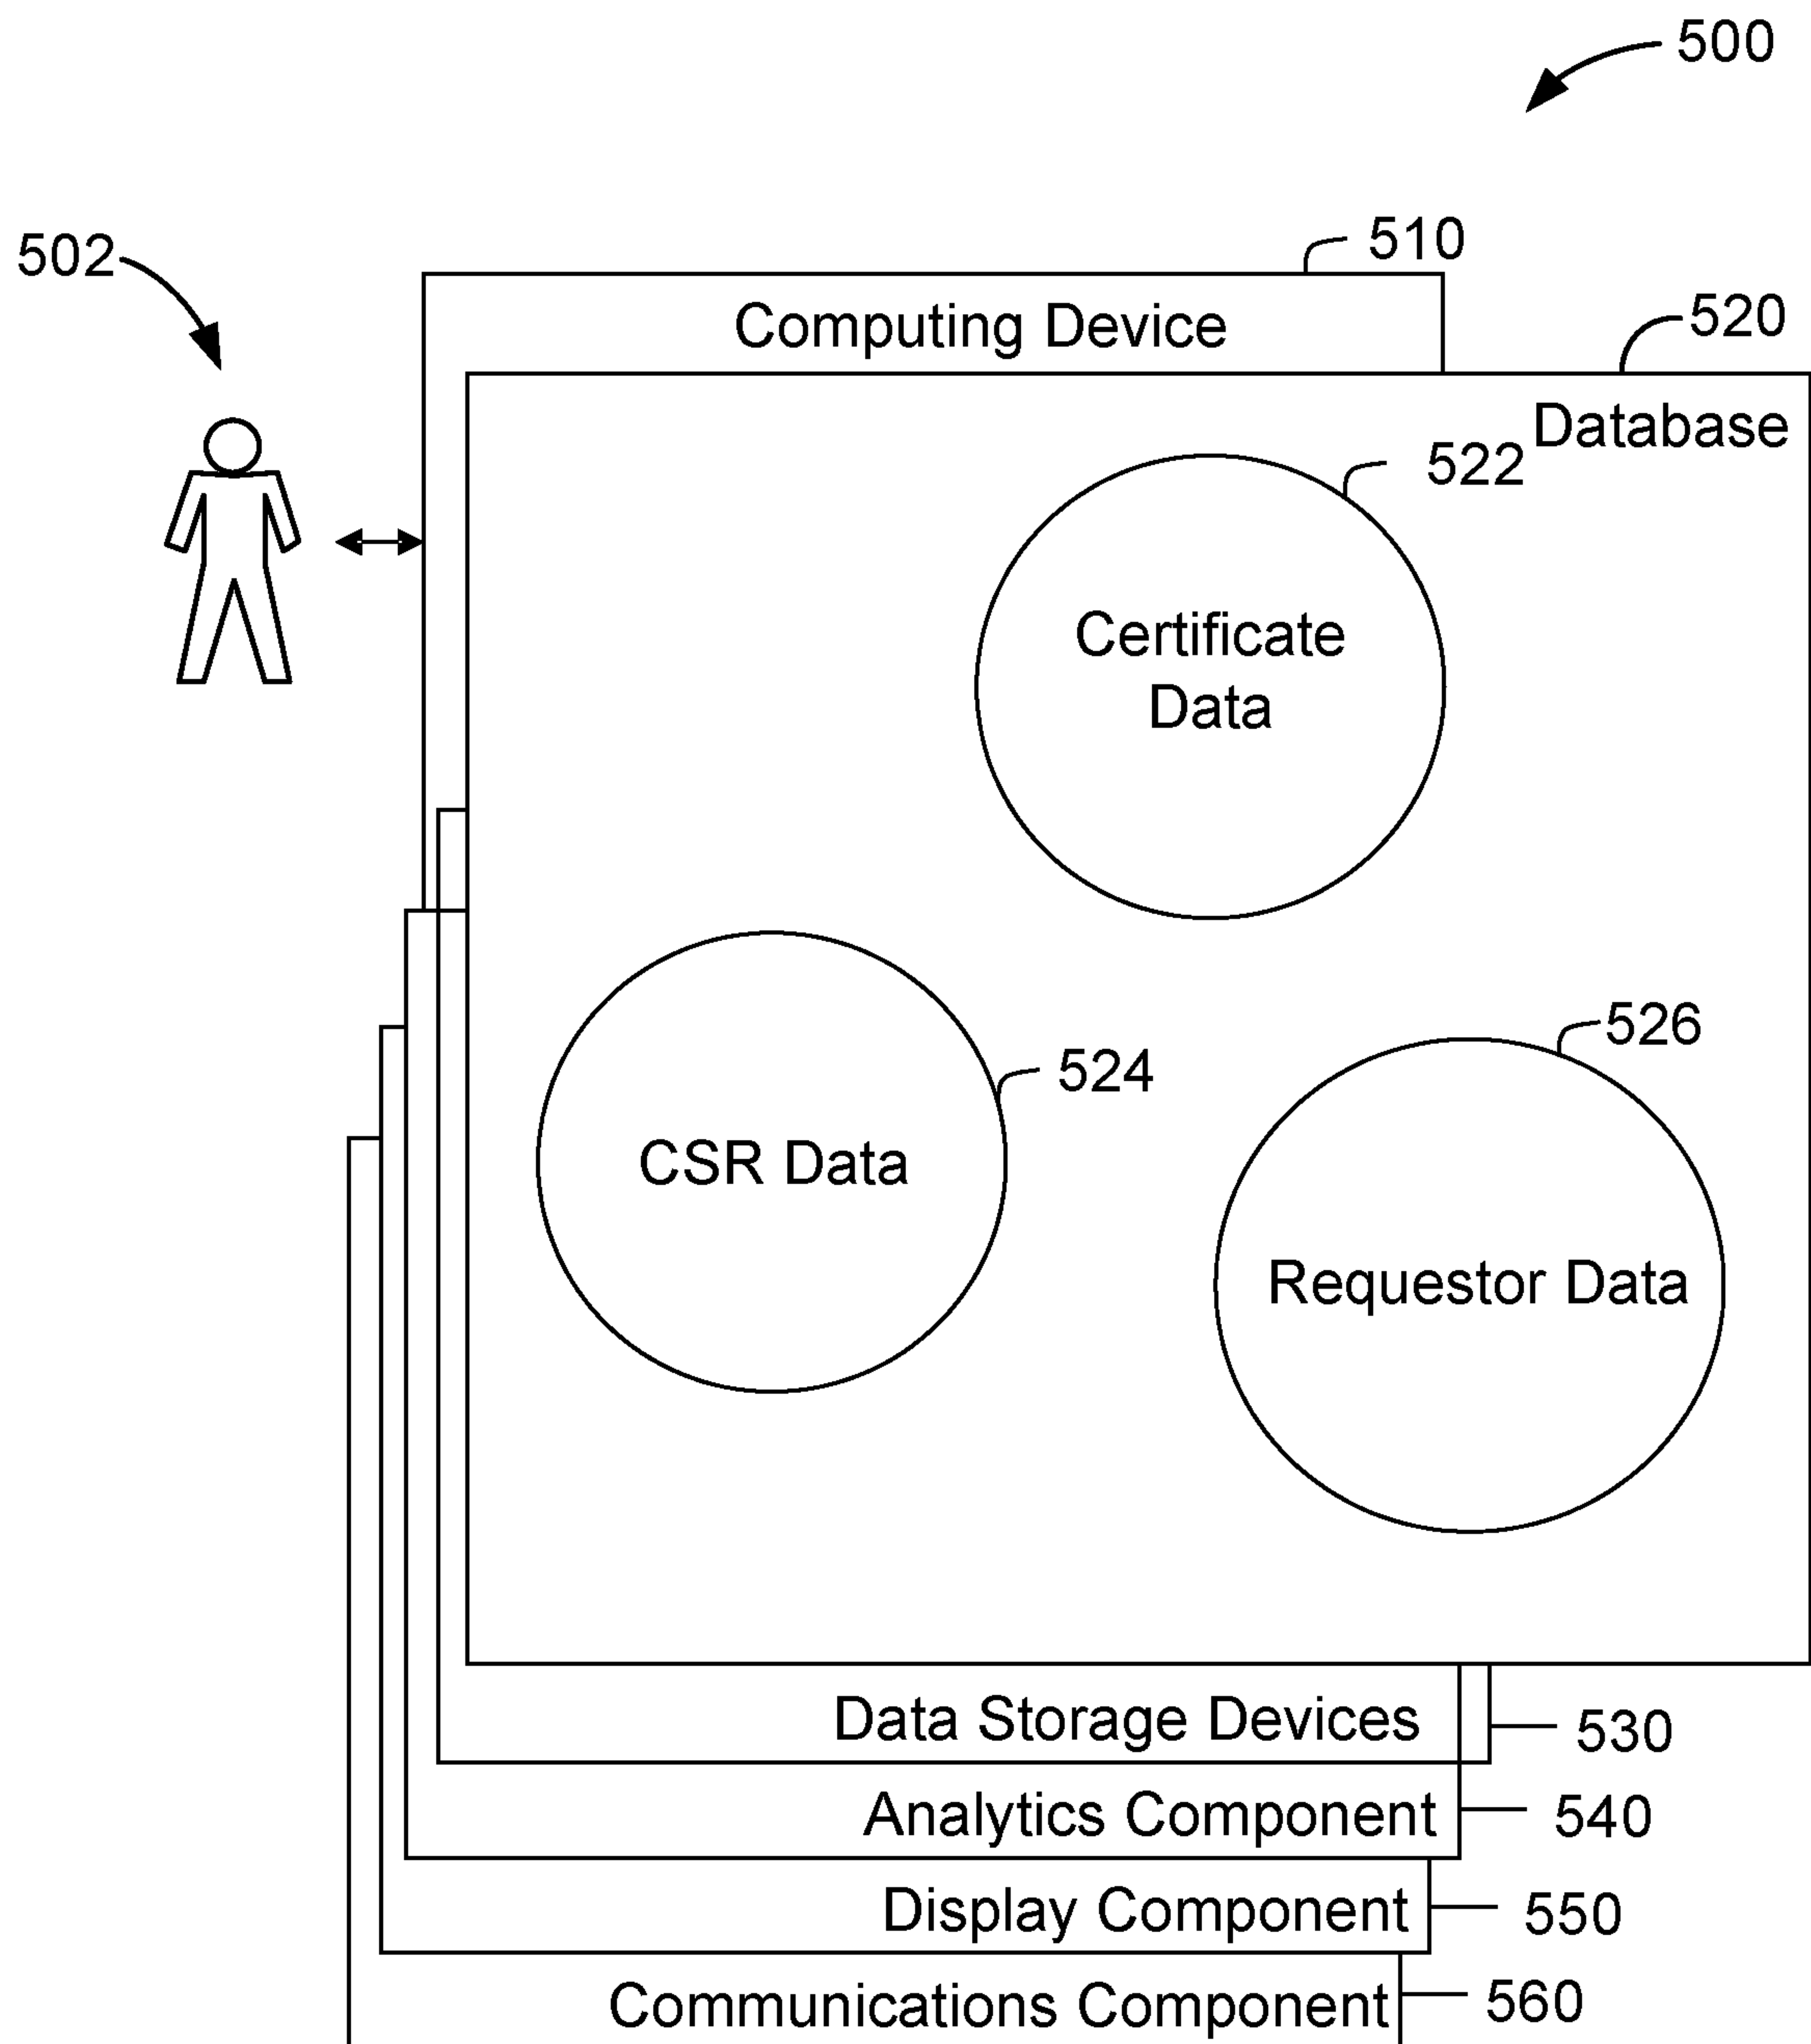 500
510
502
Computing Device
520
Database
522
Certificate
Data
526
524
CSR Data
Requestor Data
Data Storage Devices
530
Analytics Component
540
Display Component
550
Communications Component
560